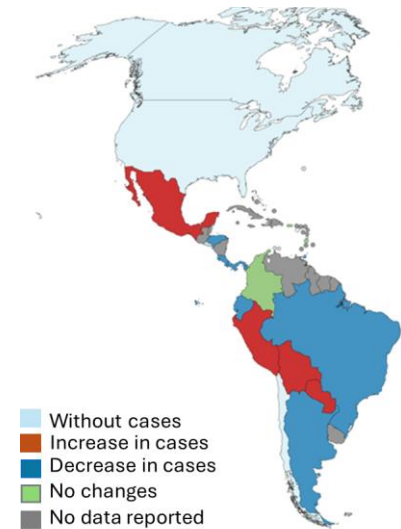 Without cases
Increase in cases
Decrease in cases
No changes
No data reported